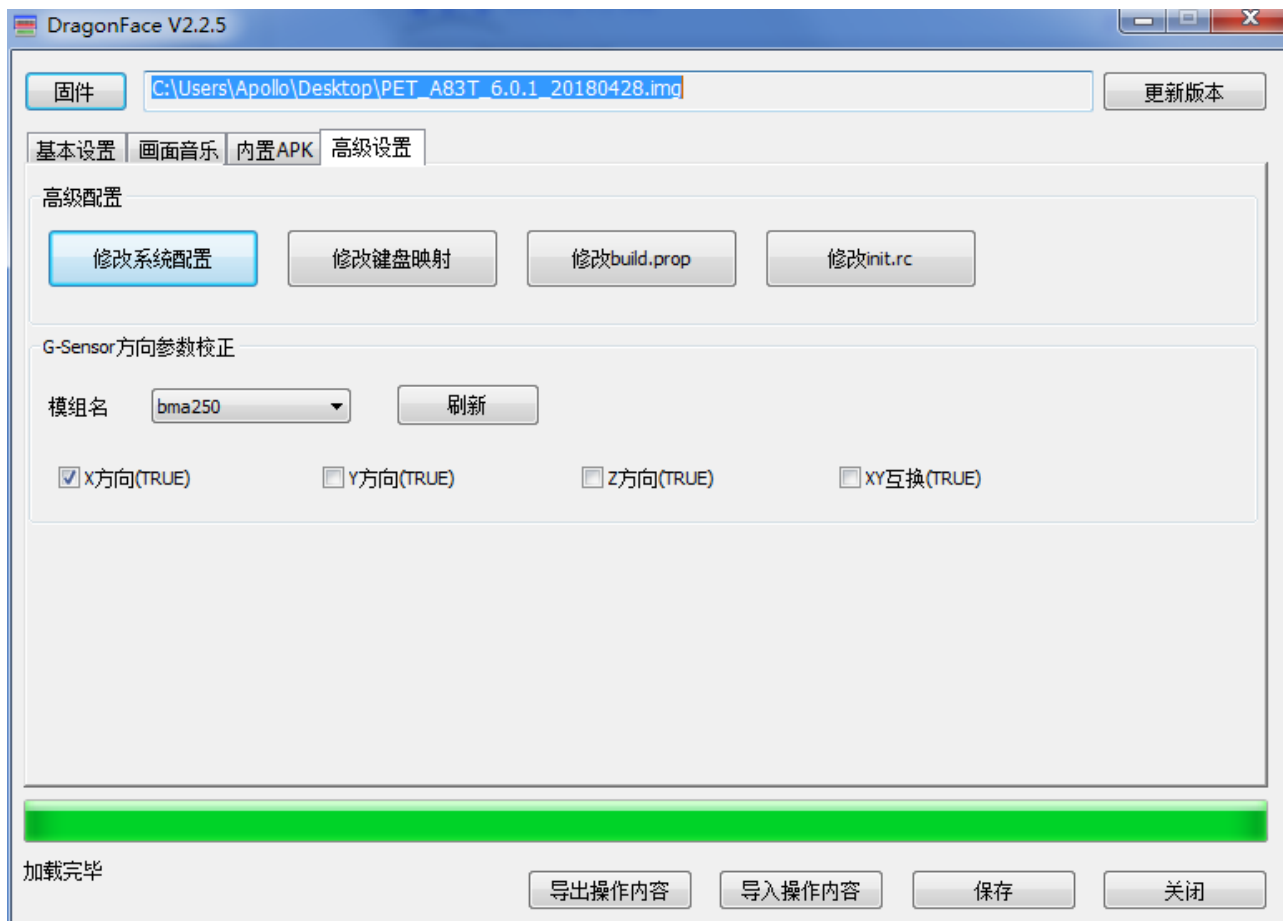 DragonFace V2.2.5
固件 C:\Users\Apollo\Desktop\PET_A83T_6.0.1_20180428.img 更新版本
基本设置 画面音乐 内置APK 高级设置
高级配置
修改系统配置 修改键盘映射 修改build.prop 修改init.rc
G-Sensor方向参数校正
模组名 bma250 刷新
X方向(TRUE) Y方向(TRUE) Z方向(TRUE) XY互换(TRUE)
加载完毕
导出操作内容 导入操作内容 保存 关闭